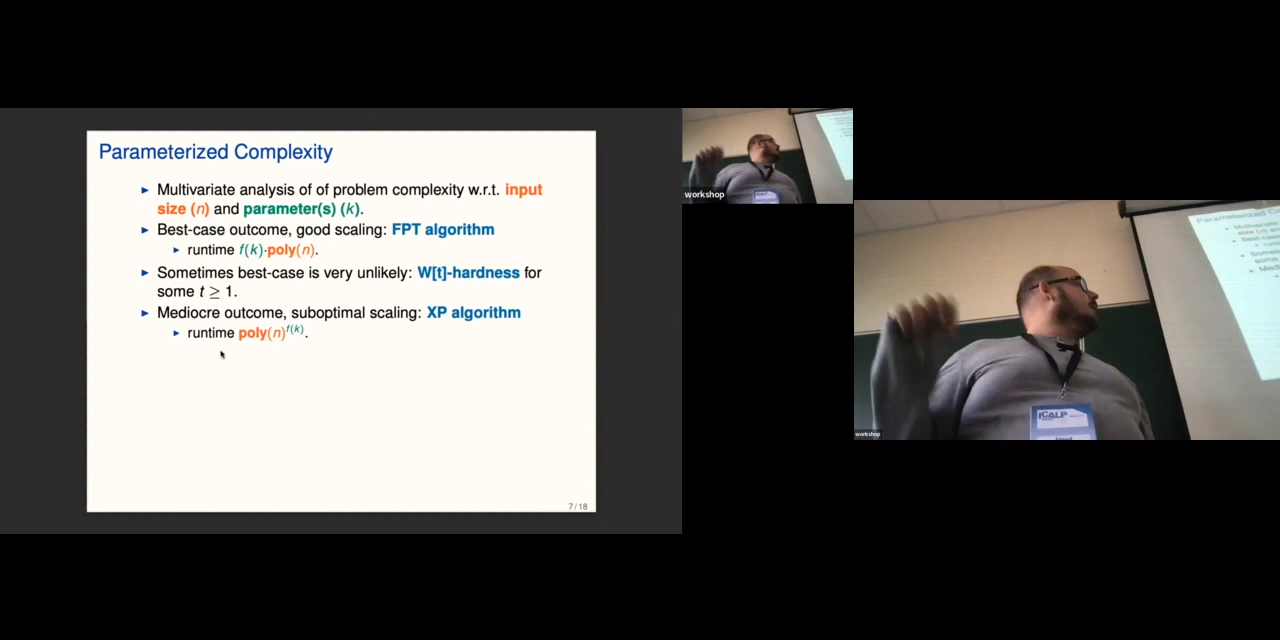 Parameterized Complexity
► Multivariate analysis of of problem complexity w.r.t. input
size (n) and parameter(s) (k).
► Best-case outcome, good scaling: FPT algorithm
► runtime f(k)·poly(n).
► Sometimes best-case is very unlikely: W[t]-hardness for
some t ≥ 1.
► Mediocre outcome, suboptimal scaling: XP algorithm
► runtime poly(n)^f(k).
7 / 18
workshop
workshop
ICALP